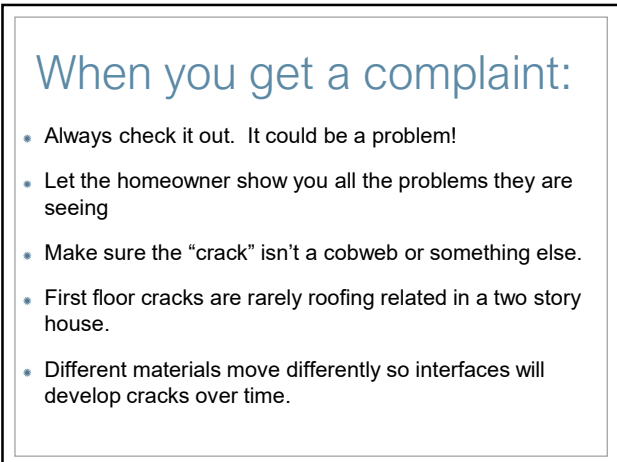 When you get a complaint:
Always check it out.  It could be a problem!
Let the homeowner show you all the problems they are
seeing
Make sure the “crack” isn’t a cobweb or something else.
First floor cracks are rarely roofing related in a two story
house.
Different materials move differently so interfaces will
develop cracks over time.